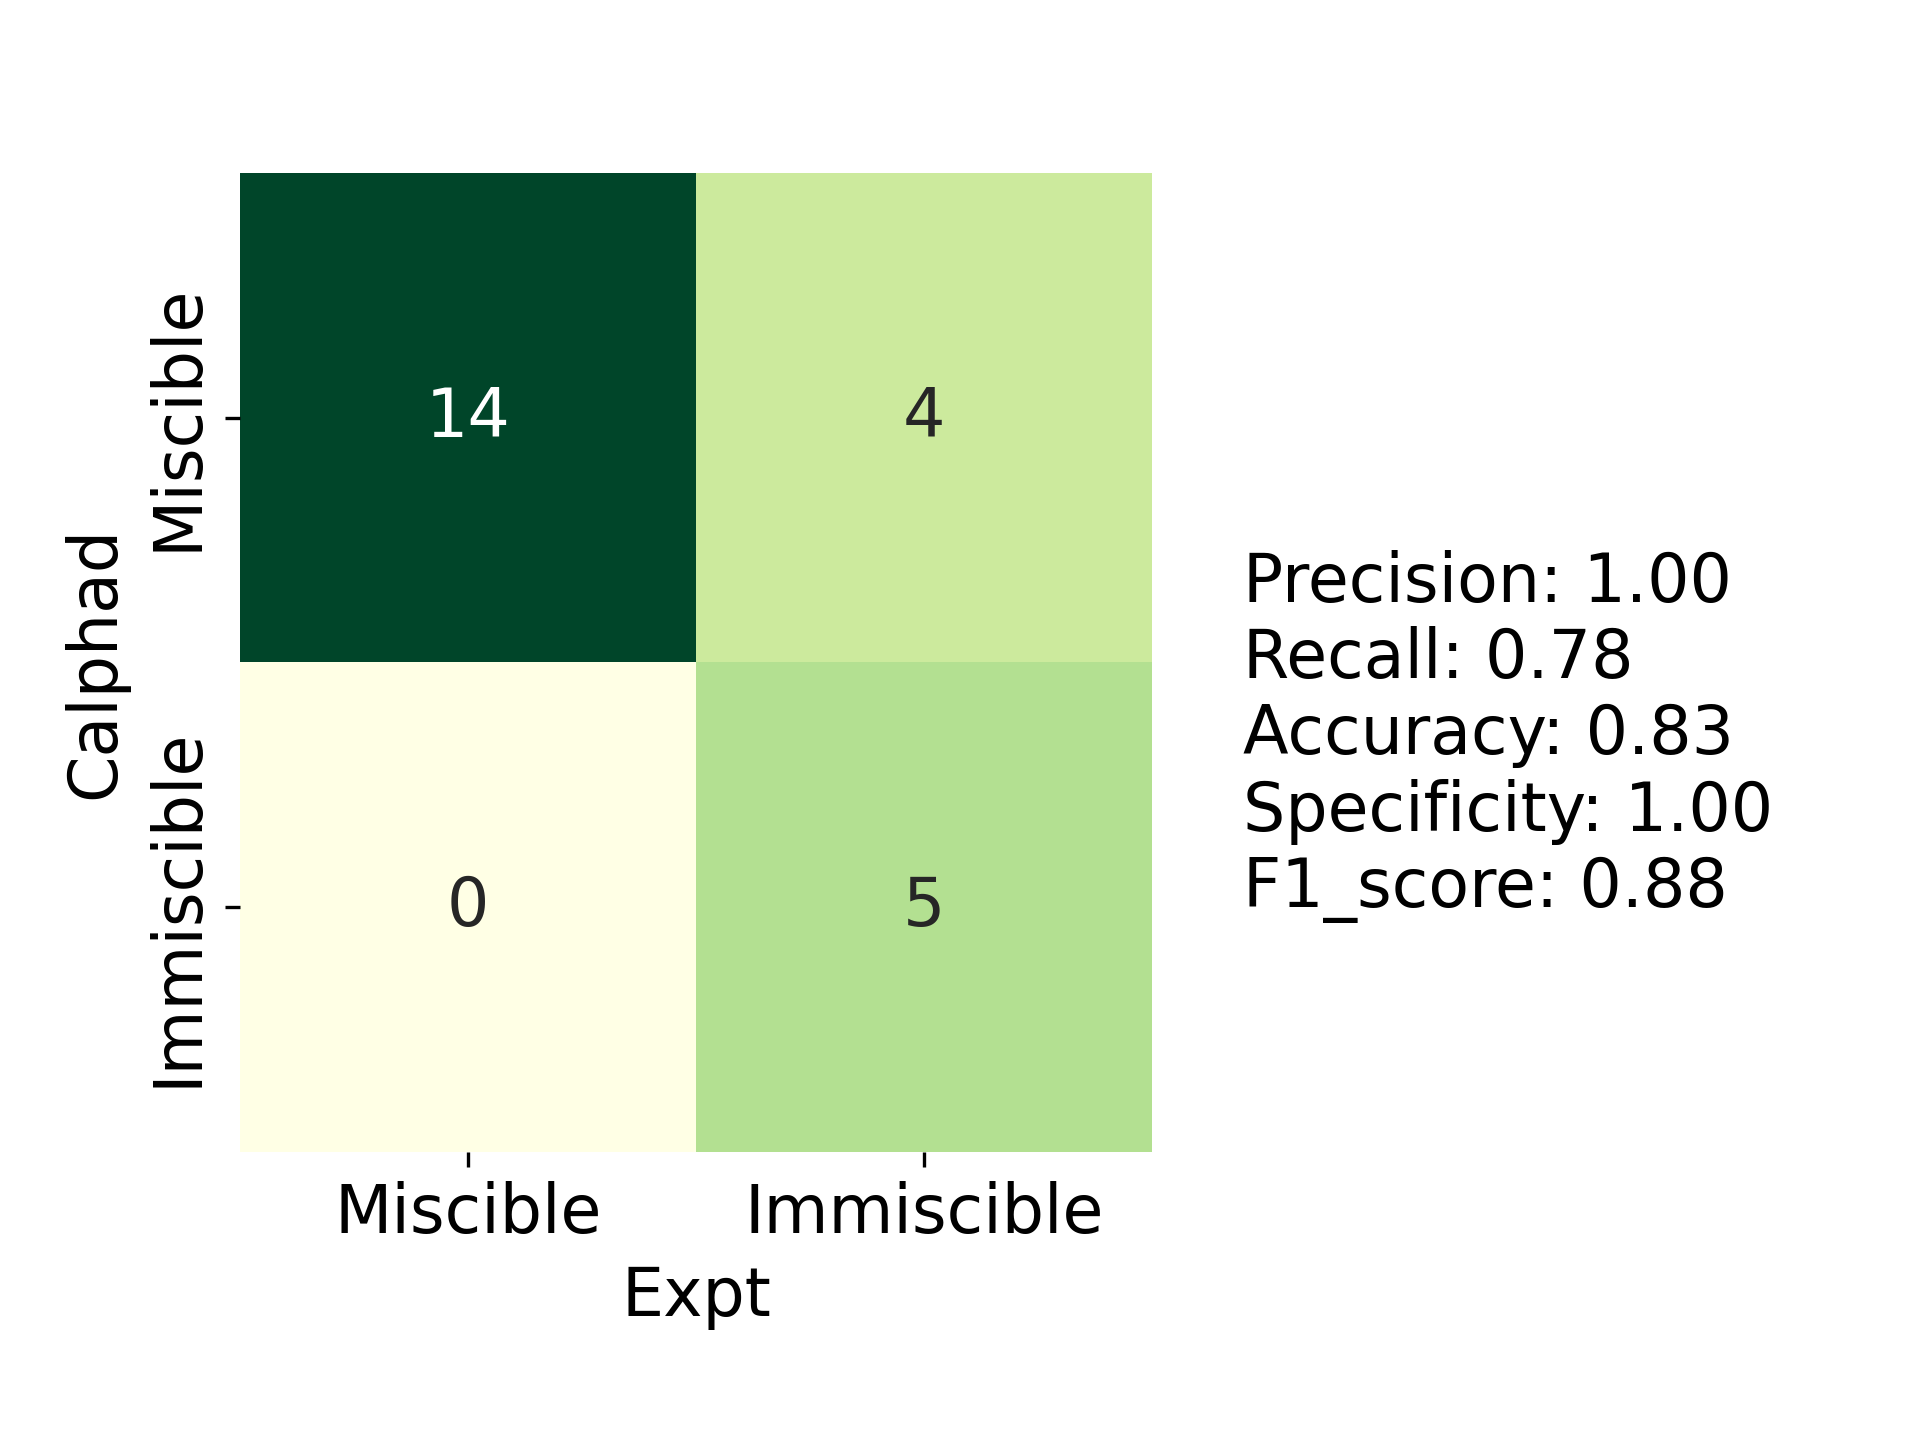 Calphad
Miscible
14
4
Immiscible
0
5
Miscible
Immiscible
Expt
Precision: 1.00
Recall: 0.78
Accuracy: 0.83
Specificity: 1.00
F1_score: 0.88